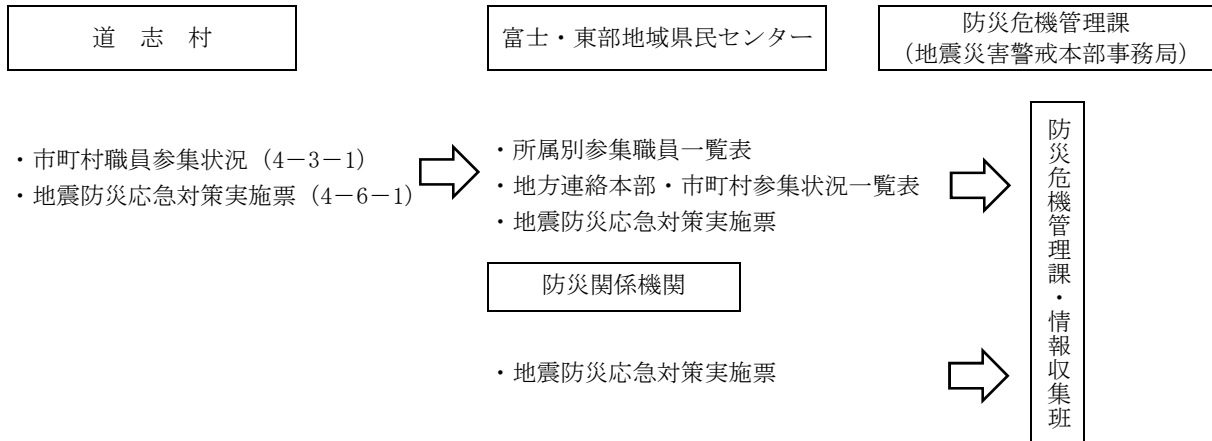 道　志　村
富士・東部地域県民センター
防災危機管理課
（地震災害警戒本部事務局）
・市町村職員参集状況（4－3－1）
・地震防災応急対策実施票（4－6－1）
・所属別参集職員一覧表
・地方連絡本部・市町村参集状況一覧表
・地震防災応急対策実施票
防災関係機関
・地震防災応急対策実施票
防災危機管理課・情報収集班